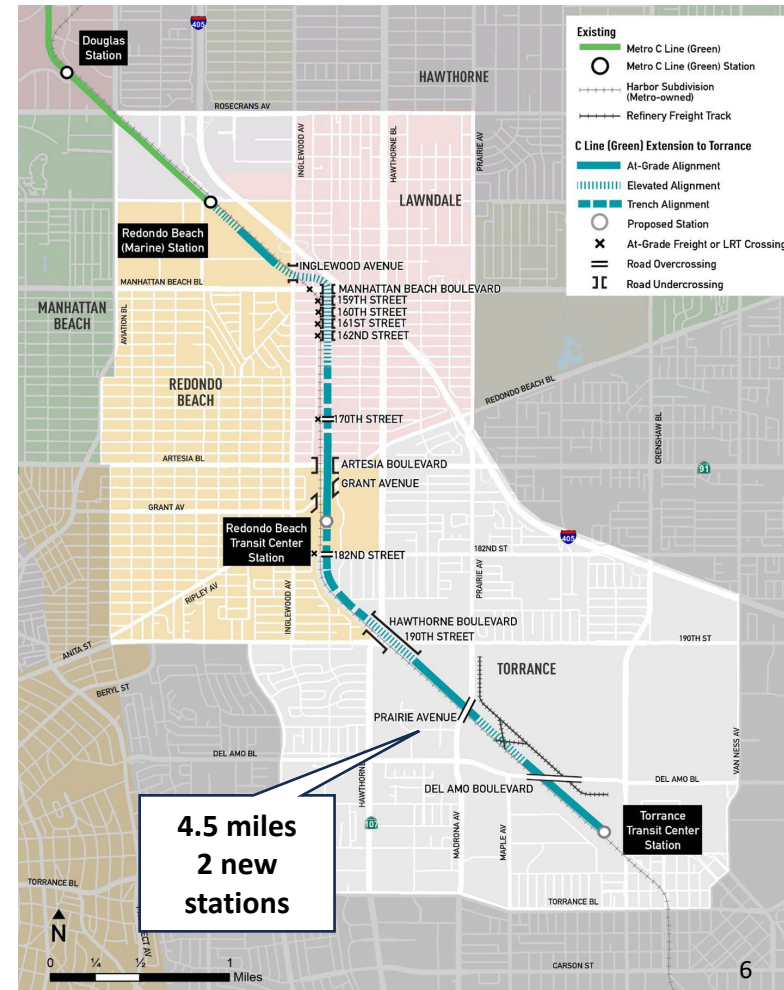 405
Douglas
Station
HAWTHORNE
ROSECRANS AV
INGLEWOOD AV
HAWTHORNE BL
PRAIRIE AV
LAWNDALE
Redondo Beach
(Marine) Station
INGLEWOOD AVENUE
MANHATTAN BEACH BL
MANHATTAN BEACH BOULEVARD
159TH STREET
160TH STREET
161ST STREET
162ND STREET
MANHATTAN
BEACH
AVIATION BL
REDONDO
BEACH
REDONDO BEACH BL
170TH STREET
CRENSHAW BL
91
ARTESIA BL
ARTESIA BOULEVARD
GRANT AVENUE
GRANT AV
Redondo Beach
Transit Center
Station
405
182ND STREET
182ND ST
PRAIRIE AV
RIPLEY AV
INGLEWOOD AV
HAWTHORNE BOULEVARD
190TH STREET
190TH ST
ANITA ST
BERYL ST
TORRANCE
PRAIRIE AVENUE
VAN NESS AV
DEL AMO BL
DEL AMO BL
DEL AMO BOULEVARD
HAWTHORNE
107
MADRONA AV
MAPLE AV
Torrance
Transit Center
Station
4.5 miles
2 new
stations
TORRANCE BL
TORRANCE BL
CARSON ST
N
0 ¼ ½ 1
Miles
6
Existing
Metro C Line (Green)
Metro C Line (Green) Station
Harbor Subdivision
(Metro-owned)
Refinery Freight Track
C Line (Green) Extension to Torrance
At-Grade Alignment
Elevated Alignment
Trench Alignment
Proposed Station
At-Grade Freight or LRT Crossing
Road Overcrossing
Road Undercrossing